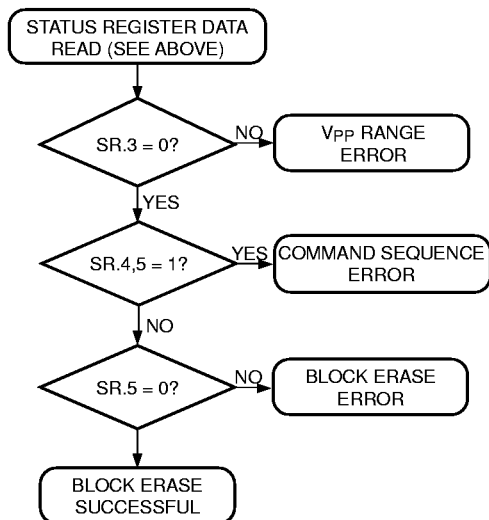 STATUS REGISTER DATA
READ (SEE ABOVE)
SR.3 = 0?
NO
VPP RANGE
ERROR
YES
SR.4,5 = 1?
YES
COMMAND SEQUENCE
ERROR
NO
SR.5 = 0?
NO
BLOCK ERASE
ERROR
BLOCK ERASE
SUCCESSFUL